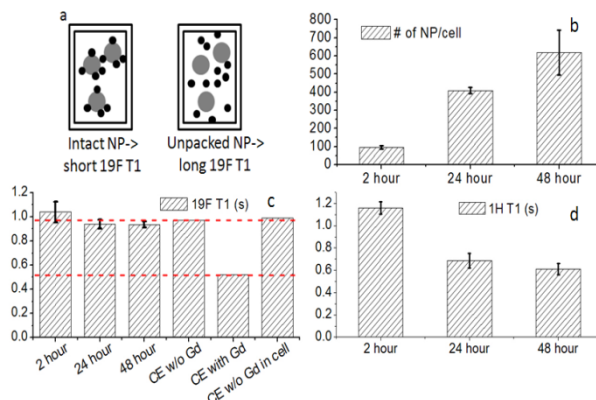 a
Intact NP->
short 19F T1
Unpacked NP->
long 19F T1
b
# of NP/cell
800
700
600
500
400
300
200
100
0
2 hour 24 hour 48 hour
c
19F T1 (s)
1.2
1.0
0.8
0.6
0.4
0.2
0.0
2 hour 24 hour 48 hour CE w/o Gd CE with Gd CE w/o Gd in cell
d
1H T1 (s)
1.2
1.0
0.8
0.6
0.4
0.2
0.0
2 hour 24 hour 48 hour